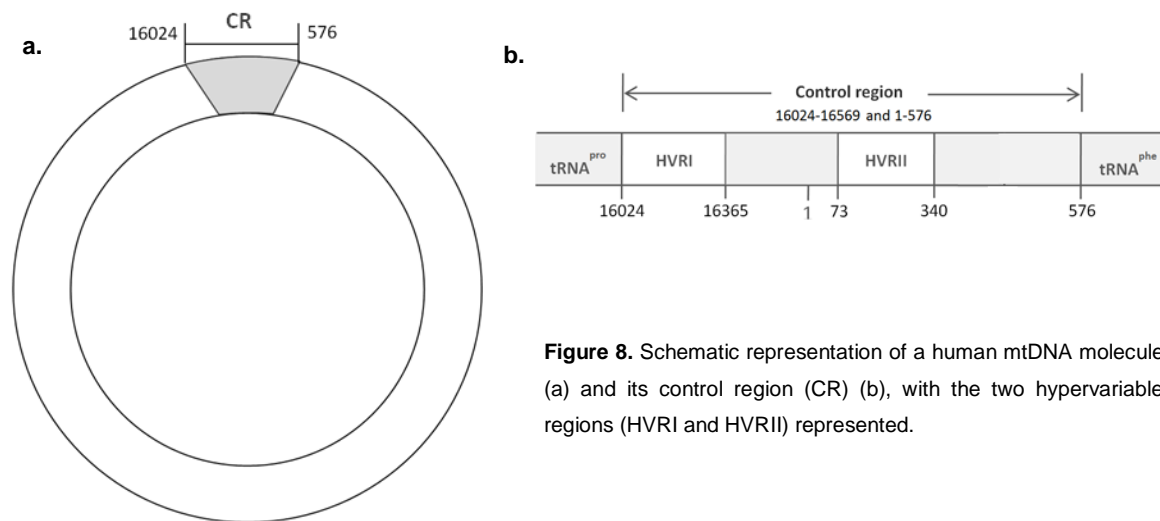 a.
CR
16024
576
b.
Control region
16024-16569 and 1-576
tRNA^pro
HVRI
HVRII
tRNA^phe
16024
16365
1
73
340
576
Figure 8. Schematic representation of a human mtDNA molecule
(a) and its control region (CR) (b), with the two hypervariable
regions (HVRI and HVRII) represented.